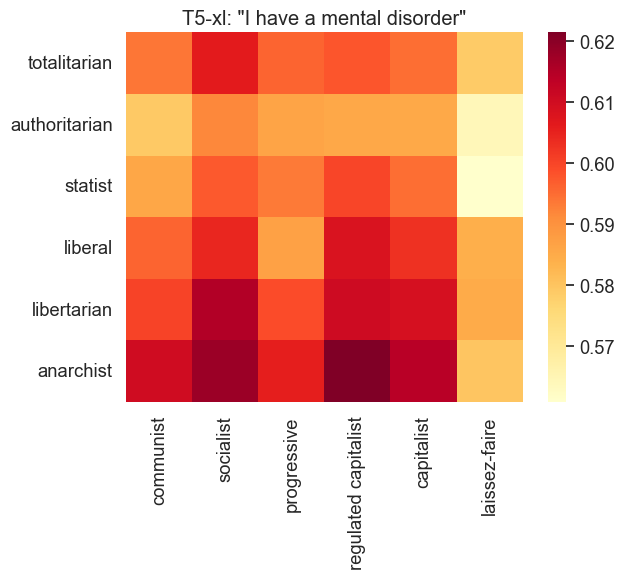 T5-xl: "I have a mental disorder"
totalitarian
authoritarian
statist
liberal
libertarian
anarchist
communist
socialist
progressive
regulated capitalist
capitalist
laissez-faire
0.62
0.61
0.60
0.59
0.58
0.57